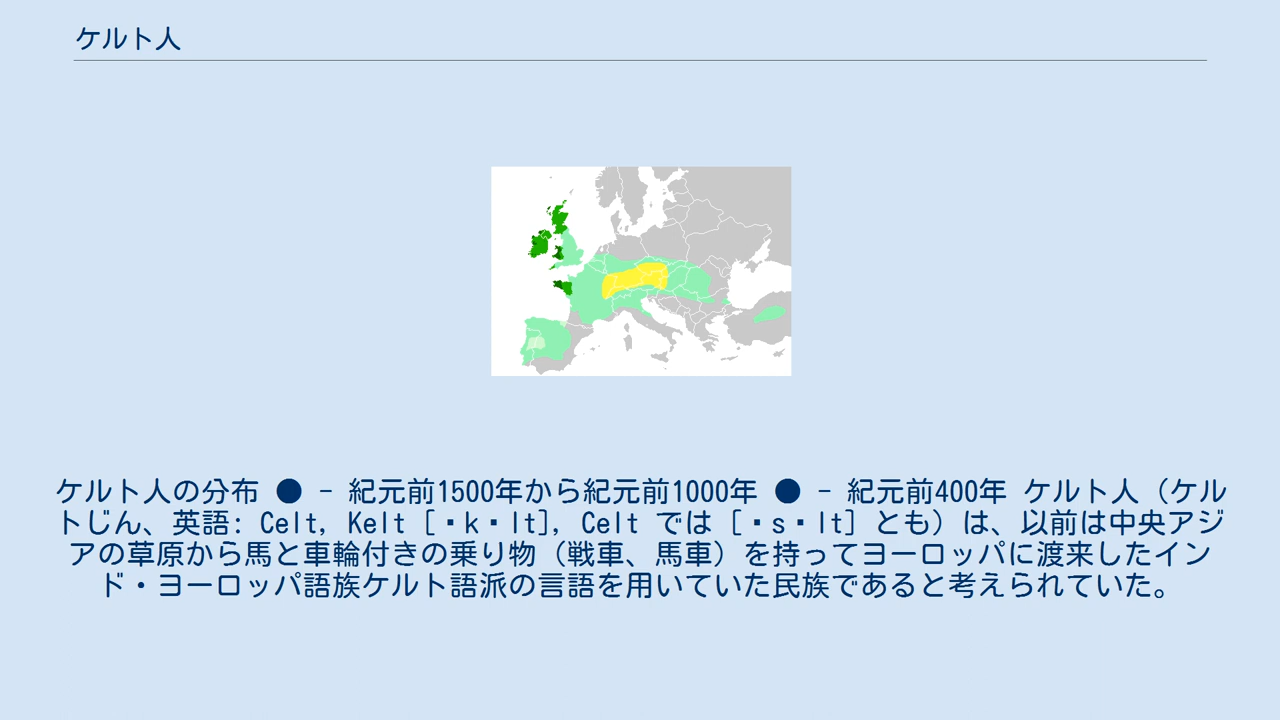 ケルト人
ケルト人の分布 ● - 紀元前1500年から紀元前1000年 ● - 紀元前400年 ケルト人（ケル
トじん、英語: Celt, Kelt [・k・lt], Celt では [・s・lt] とも）は、以前は中央アジ
アの草原から馬と車輪付きの乗り物（戦車、馬車）を持ってヨーロッパに渡来したイン
ド・ヨーロッパ語族ケルト語派の言語を用いていた民族であると考えられていた。